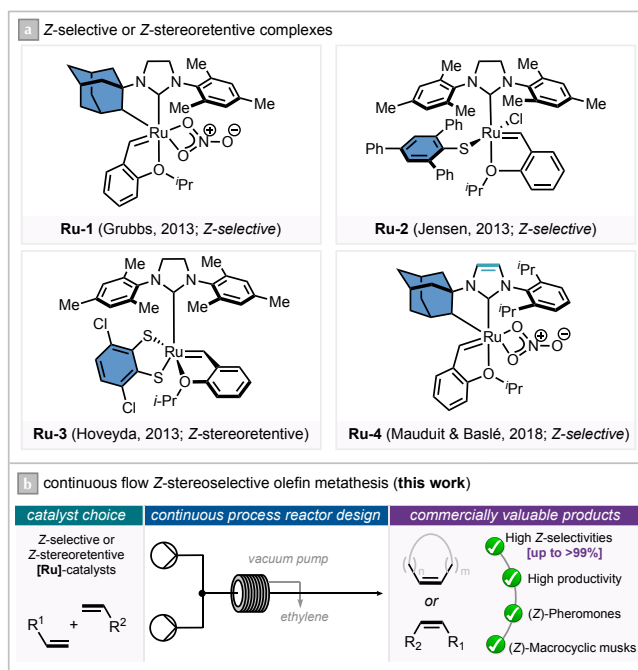 a Z-selective or Z-stereoretentive complexes
Me
N
N
Me
Me
Me
Ru
O
O
N
⊕
O
⊖
O
iPr
Ru-1 (Grubbs, 2013; Z-selective)
Me
Me
N
N
Me
Me
Me
Me
Ph
Cl
Ru
Ph
S
Ph
O
iPr
Ru-2 (Jensen, 2013; Z-selective)
Me
Me
N
N
Me
Me
Me
Me
Cl
S
Ru
S
Cl
O
i-Pr
Ru-3 (Hoveyda, 2013; Z-stereoretentive)
iPr
N
N
iPr
Ru
O
O
N
⊕
O
⊖
O
iPr
Ru-4 (Mauduit & Baslé, 2018; Z-selective)
b continuous flow Z-stereoselective olefin metathesis (this work)
catalyst choice
Z-selective or
Z-stereoretentive
[Ru]-catalysts
R1
+
R2
continuous process reactor design
vacuum pump
ethylene
commercially valuable products
( )n
( )m
or
R2
R1
High Z-selectivities
[up to >99%]
High productivity
(Z)-Pheromones
(Z)-Macrocyclic musks